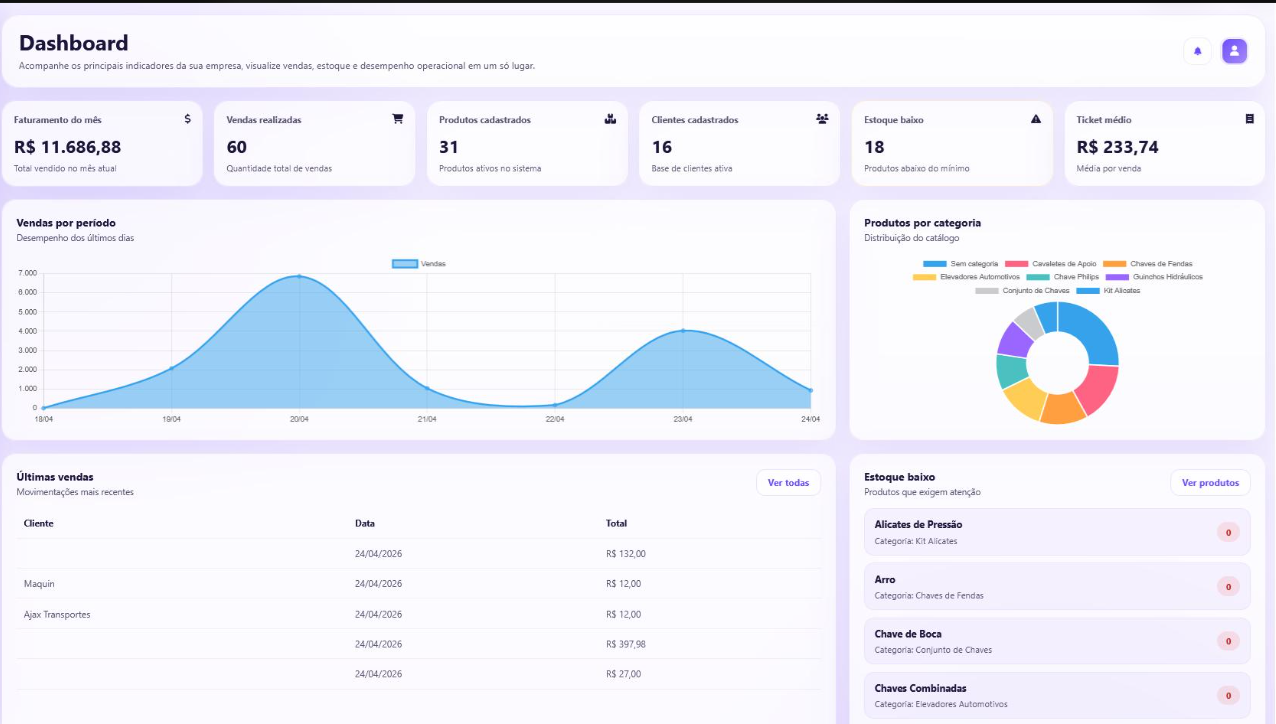 Dashboard
Acompanhe os principais indicadores da sua empresa, visualize vendas, estoque e desempenho operacional em um só lugar.
Faturamento do mês
R$ 11.686,88
Total vendido no mês atual
Vendas realizadas
60
Quantidade total de vendas
Produtos cadastrados
31
Produtos ativos no sistema
Clientes cadastrados
16
Base de clientes ativa
Estoque baixo
18
Produtos abaixo do mínimo
Ticket médio
R$ 233,74
Média por venda
Vendas por período
Desempenho dos últimos dias
Vendas
7.000
6.000
5.000
4.000
3.000
2.000
1.000
0
18/04 19/04 20/04 21/04 22/04 23/04 24/04
Produtos por categoria
Distribuição do catálogo
Sem categoria Cavaletes de Apoio Chaves de Fendas
Elevadores Automotivos Chave Philips Guinchos Hidráulicos
Conjunto de Chaves Kit Alicates
Últimas vendas
Movimentações mais recentes
Ver todas
Cliente Data Total
24/04/2026 R$ 132,00
Maquin 24/04/2026 R$ 12,00
Ajax Transportes 24/04/2026 R$ 12,00
24/04/2026 R$ 397,98
24/04/2026 R$ 27,00
Estoque baixo
Produtos que exigem atenção
Ver produtos
Alicates de Pressão
Categoria: Kit Alicates
0
Arro
Categoria: Chaves de Fendas
0
Chave de Boca
Categoria: Conjunto de Chaves
0
Chaves Combinadas
Categoria: Elevadores Automotivos
0